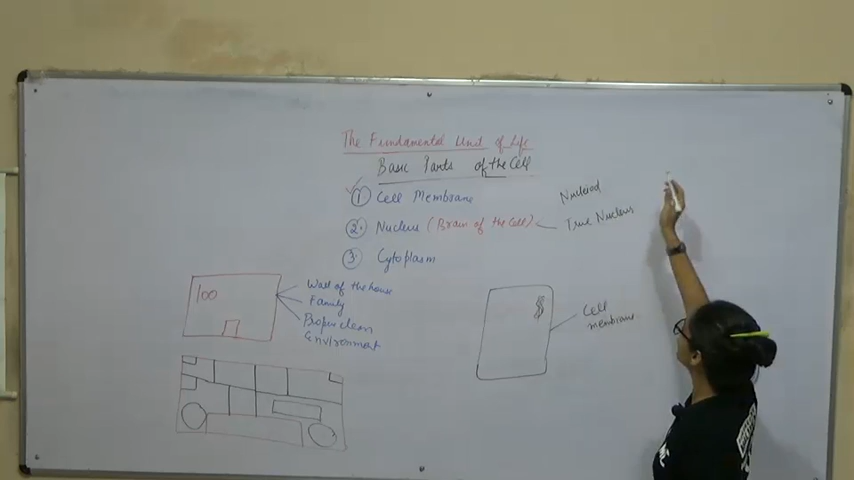 The Fundamental Unit of Life
Basic Parts of the Cell
1 Cell Membrane
2. Nucleus (Brain of the Cell)
Nucleoid
True Nucleus
3. Cytoplasm
100
Wall of the house
Family
Proper clean
Environment
Cell
membrane